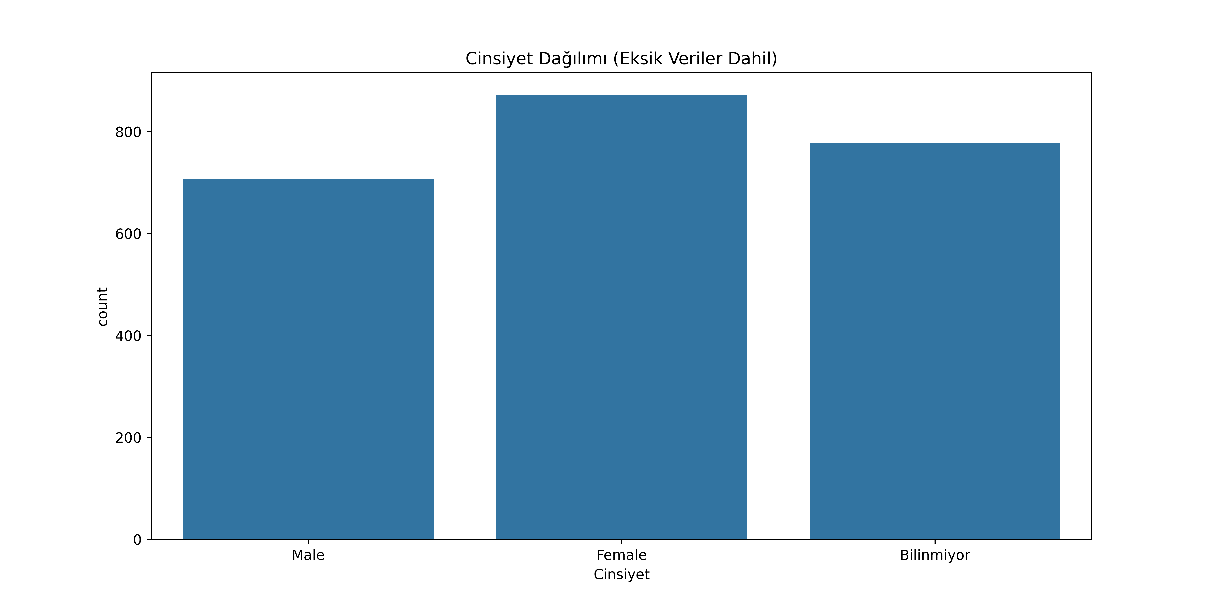 Cinsiyet Dağılımı (Eksik Veriler Dahil)
800
600
400
200
0
count
Male Female Bilinmiyor
Cinsiyet